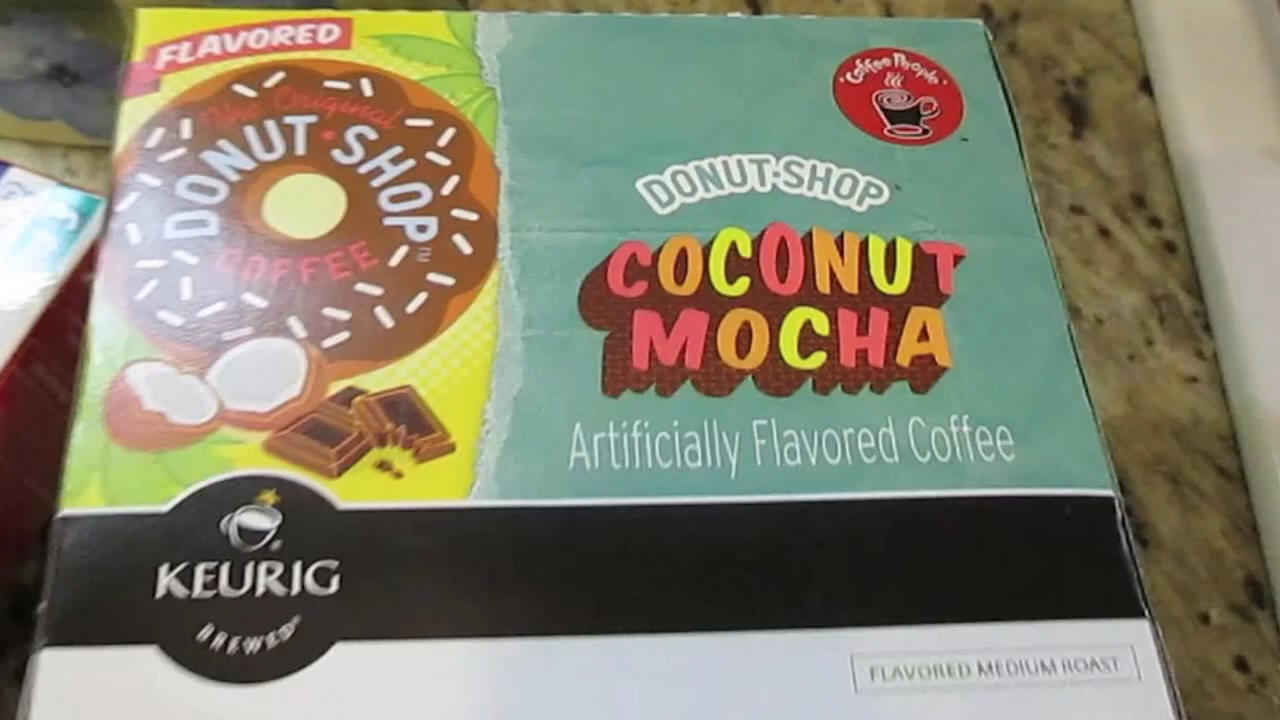 FLAVORED
The Original
DONUT·SHOP™
COFFEE
Coffee People
DONUT·SHOP
COCONUT
MOCHA
Artificially Flavored Coffee
KEURIG
BREWED®
FLAVORED MEDIUM ROAST